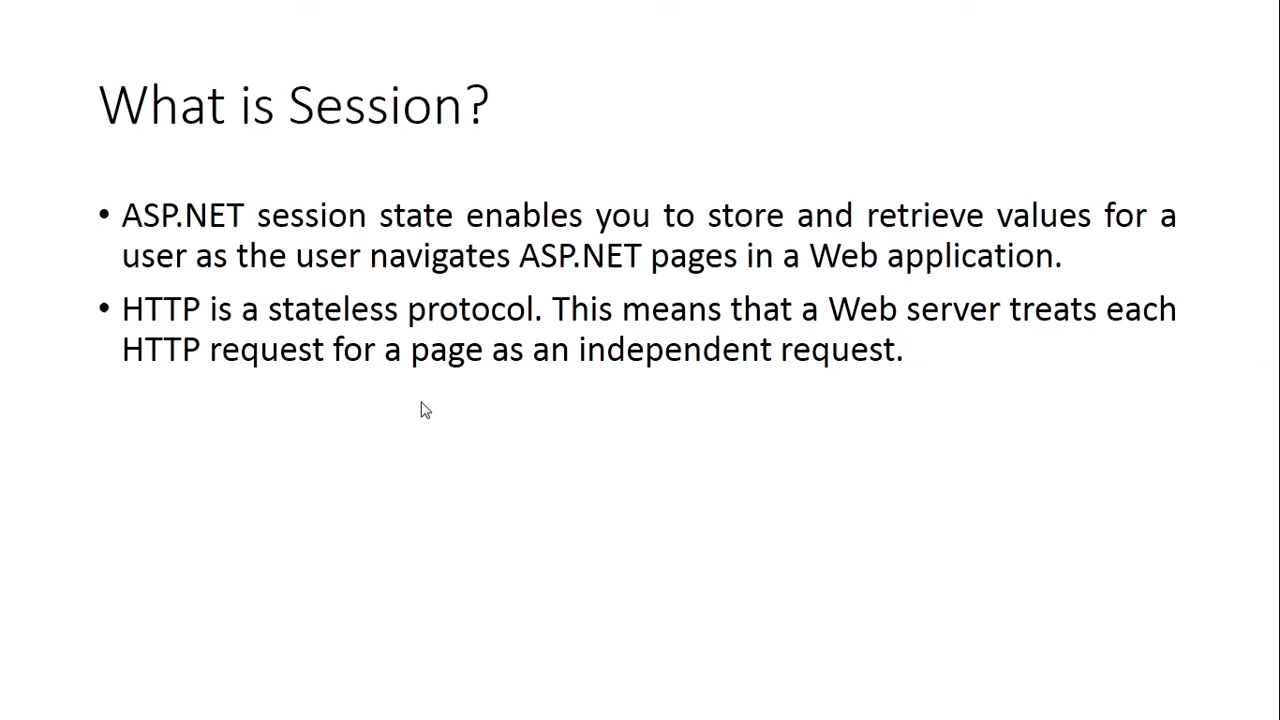 What is Session?
• ASP.NET session state enables you to store and retrieve values for a
user as the user navigates ASP.NET pages in a Web application.
• HTTP is a stateless protocol. This means that a Web server treats each
HTTP request for a page as an independent request.